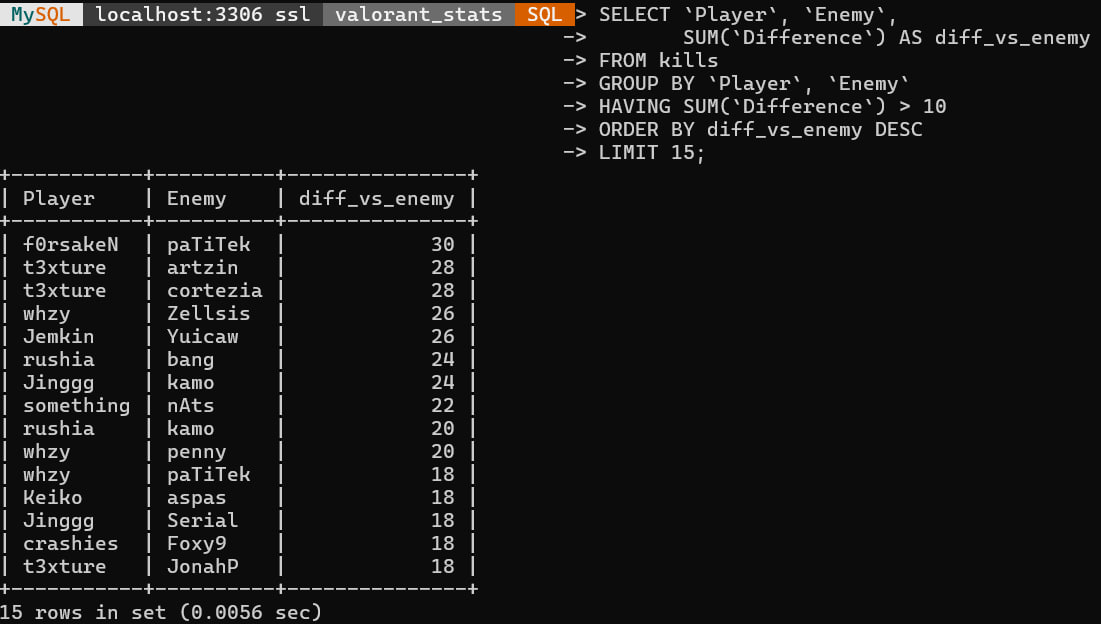 MySQL localhost:3306 ssl valorant_stats SQL > SELECT `Player`, `Enemy`,
-> SUM(`Difference`) AS diff_vs_enemy
-> FROM kills
-> GROUP BY `Player`, `Enemy`
-> HAVING SUM(`Difference`) > 10
-> ORDER BY diff_vs_enemy DESC
-> LIMIT 15;
+-----------+----------+---------------+
| Player    | Enemy    | diff_vs_enemy |
+-----------+----------+---------------+
| f0rsakeN  | paTiTek  |            30 |
| t3xture   | artzin   |            28 |
| t3xture   | cortezia |            28 |
| whzy      | Zellsis  |            26 |
| Jemkin    | Yuicaw   |            26 |
| rushia    | bang     |            24 |
| Jinggg    | kamo     |            24 |
| something | nAts     |            22 |
| rushia    | kamo     |            20 |
| whzy      | penny    |            20 |
| whzy      | paTiTek  |            18 |
| Keiko     | aspas    |            18 |
| Jinggg    | Serial   |            18 |
| crashies  | Foxy9    |            18 |
| t3xture   | JonahP   |            18 |
+-----------+----------+---------------+
15 rows in set (0.0056 sec)